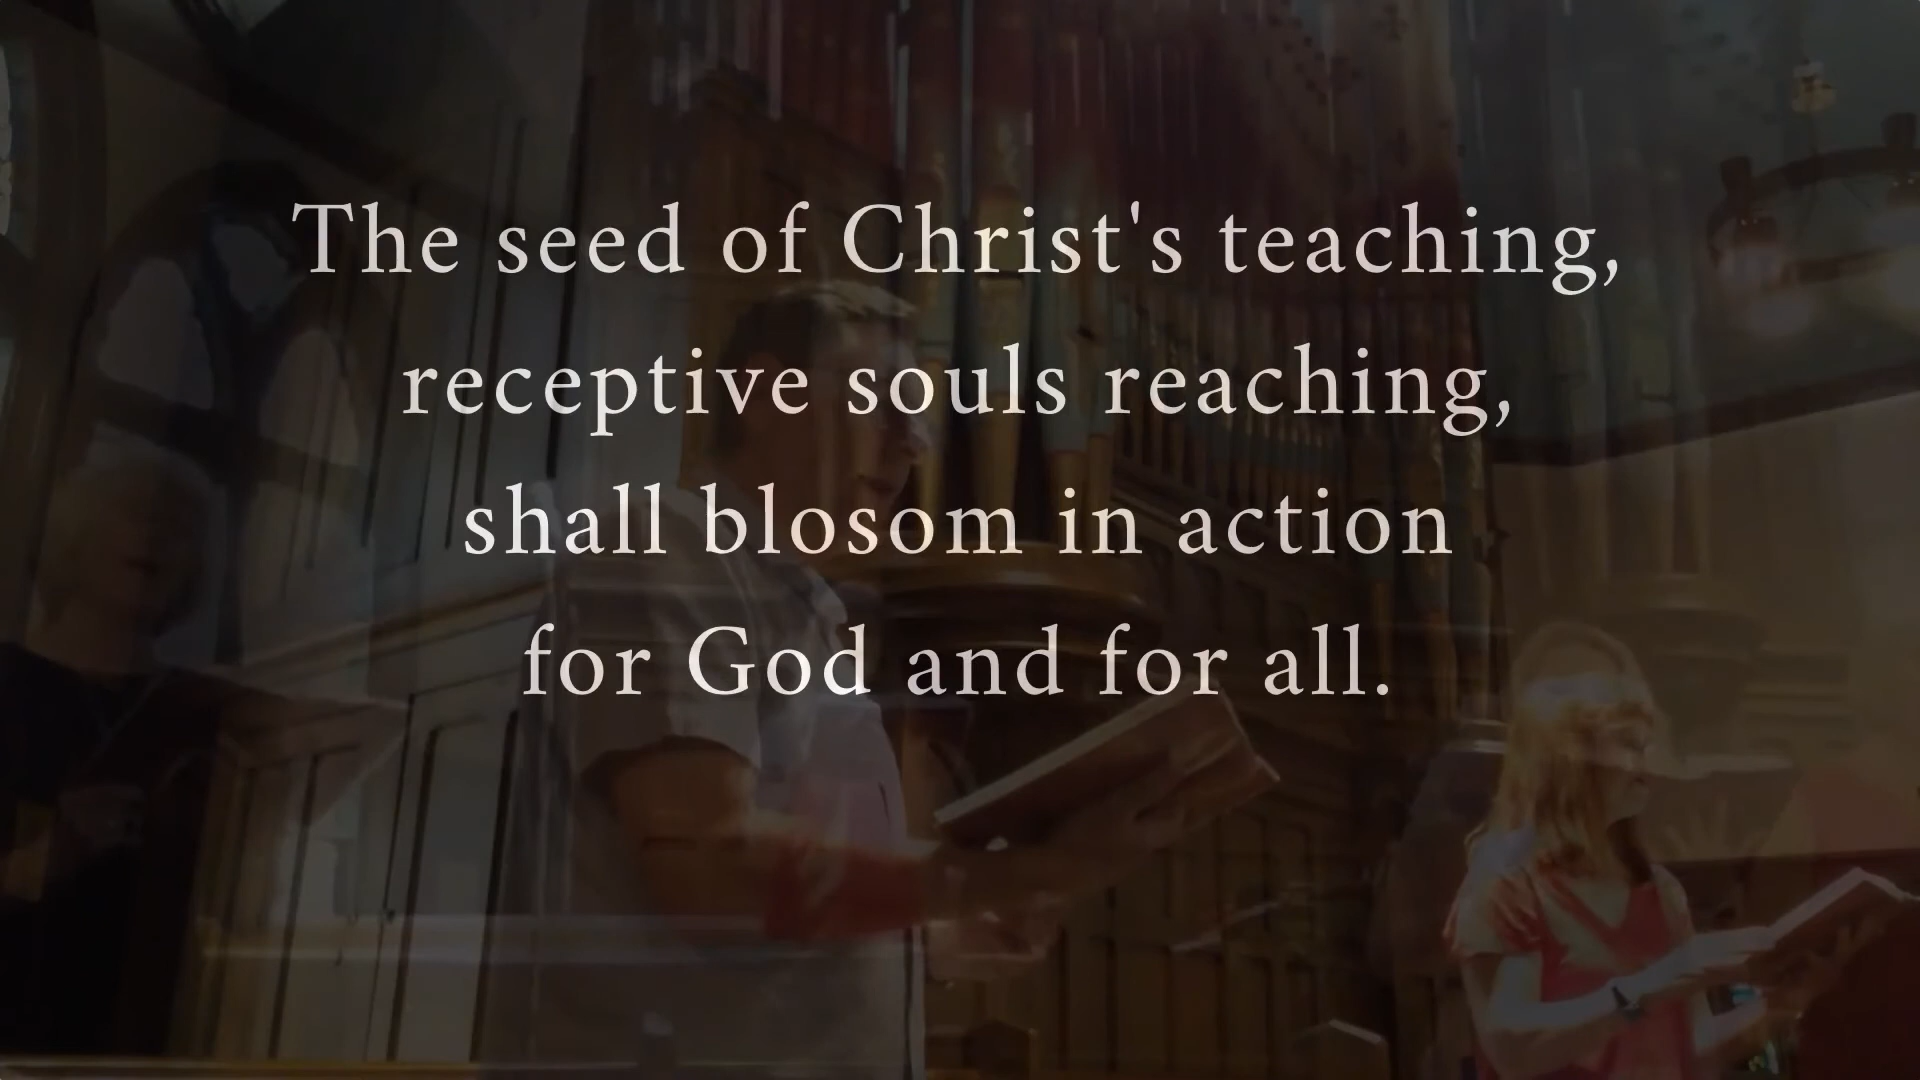 The seed of Christ's teaching,
receptive souls reaching,
shall blosom in action
for God and for all.